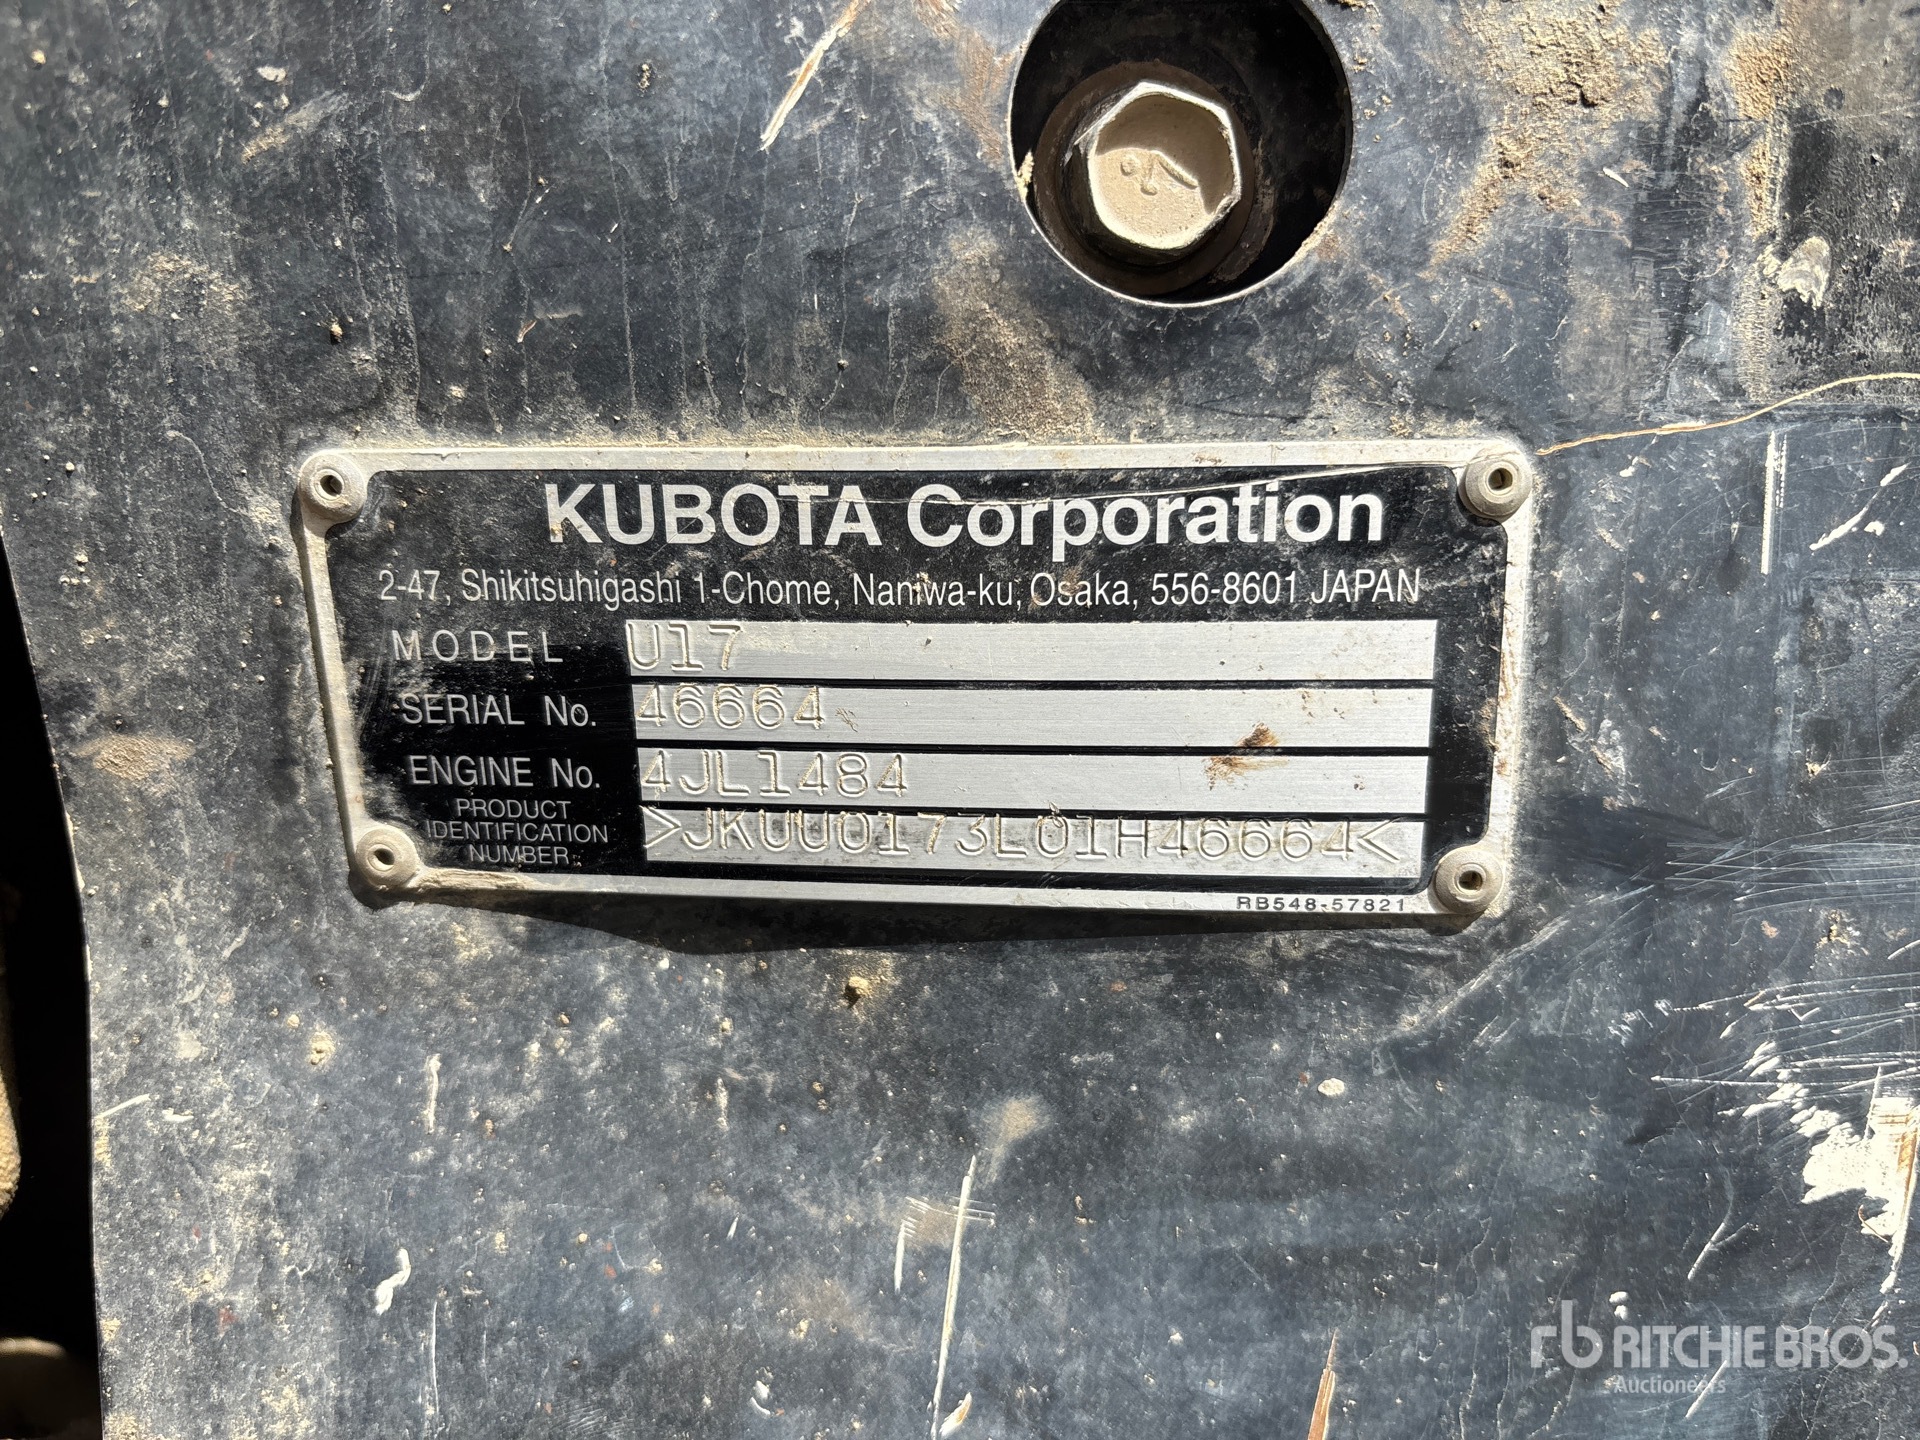 KUBOTA Corporation
2-47, Shikitsuhigashi 1-Chome, Naniwa-ku, Osaka, 556-8601 JAPAN
MODEL U17
SERIAL No. 46664
ENGINE No. 4JL1484
PRODUCT IDENTIFICATION NUMBER >JKUU0173L01H46664<
RB548-57821
rb RITCHIE BROS.
Auctioneers